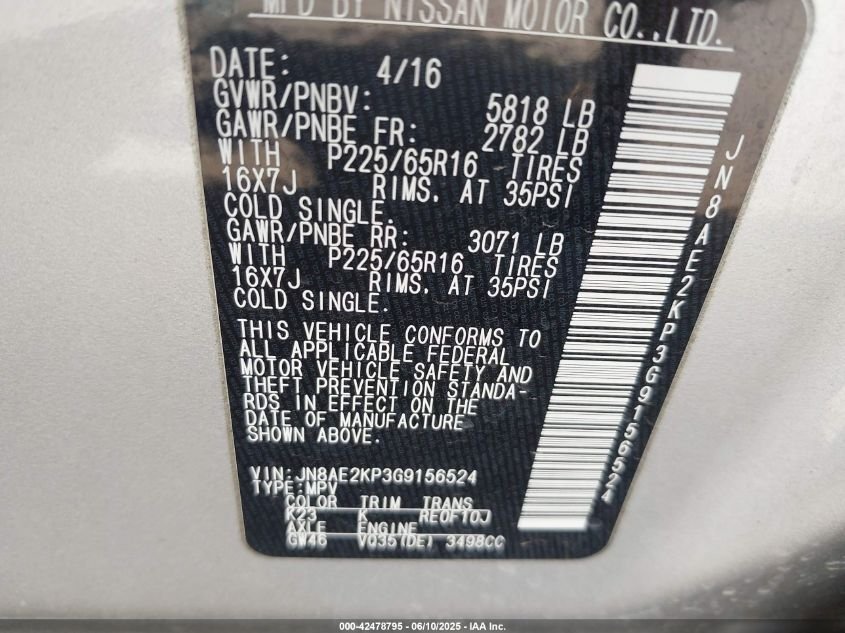 MFD BY NISSAN MOTOR CO.,LTD.
DATE: 4/16
GVWR/PNBV: 5818 LB
GAWR/PNBE FR: 2782 LB
WITH P225/65R16 TIRES
16X7J RIMS, AT 35PSI
COLD SINGLE.
GAWR/PNBE RR: 3071 LB
WITH P225/65R16 TIRES
16X7J RIMS, AT 35PSI
COLD SINGLE.
THIS VEHICLE CONFORMS TO
ALL APPLICABLE FEDERAL
MOTOR VEHICLE SAFETY AND
THEFT PREVENTION STANDA-
RDS IN EFFECT ON THE
DATE OF MANUFACTURE
SHOWN ABOVE.
VIN:JN8AE2KP3G9156524
TYPE:MPV
COLOR TRIM TRANS
K23 K RE0F10J
AXLE ENGINE
GW46 VQ35(DE) 3498CC
JN8AE2KP3G9156524
000-42478795 - 06/10/2025 - IAA Inc.